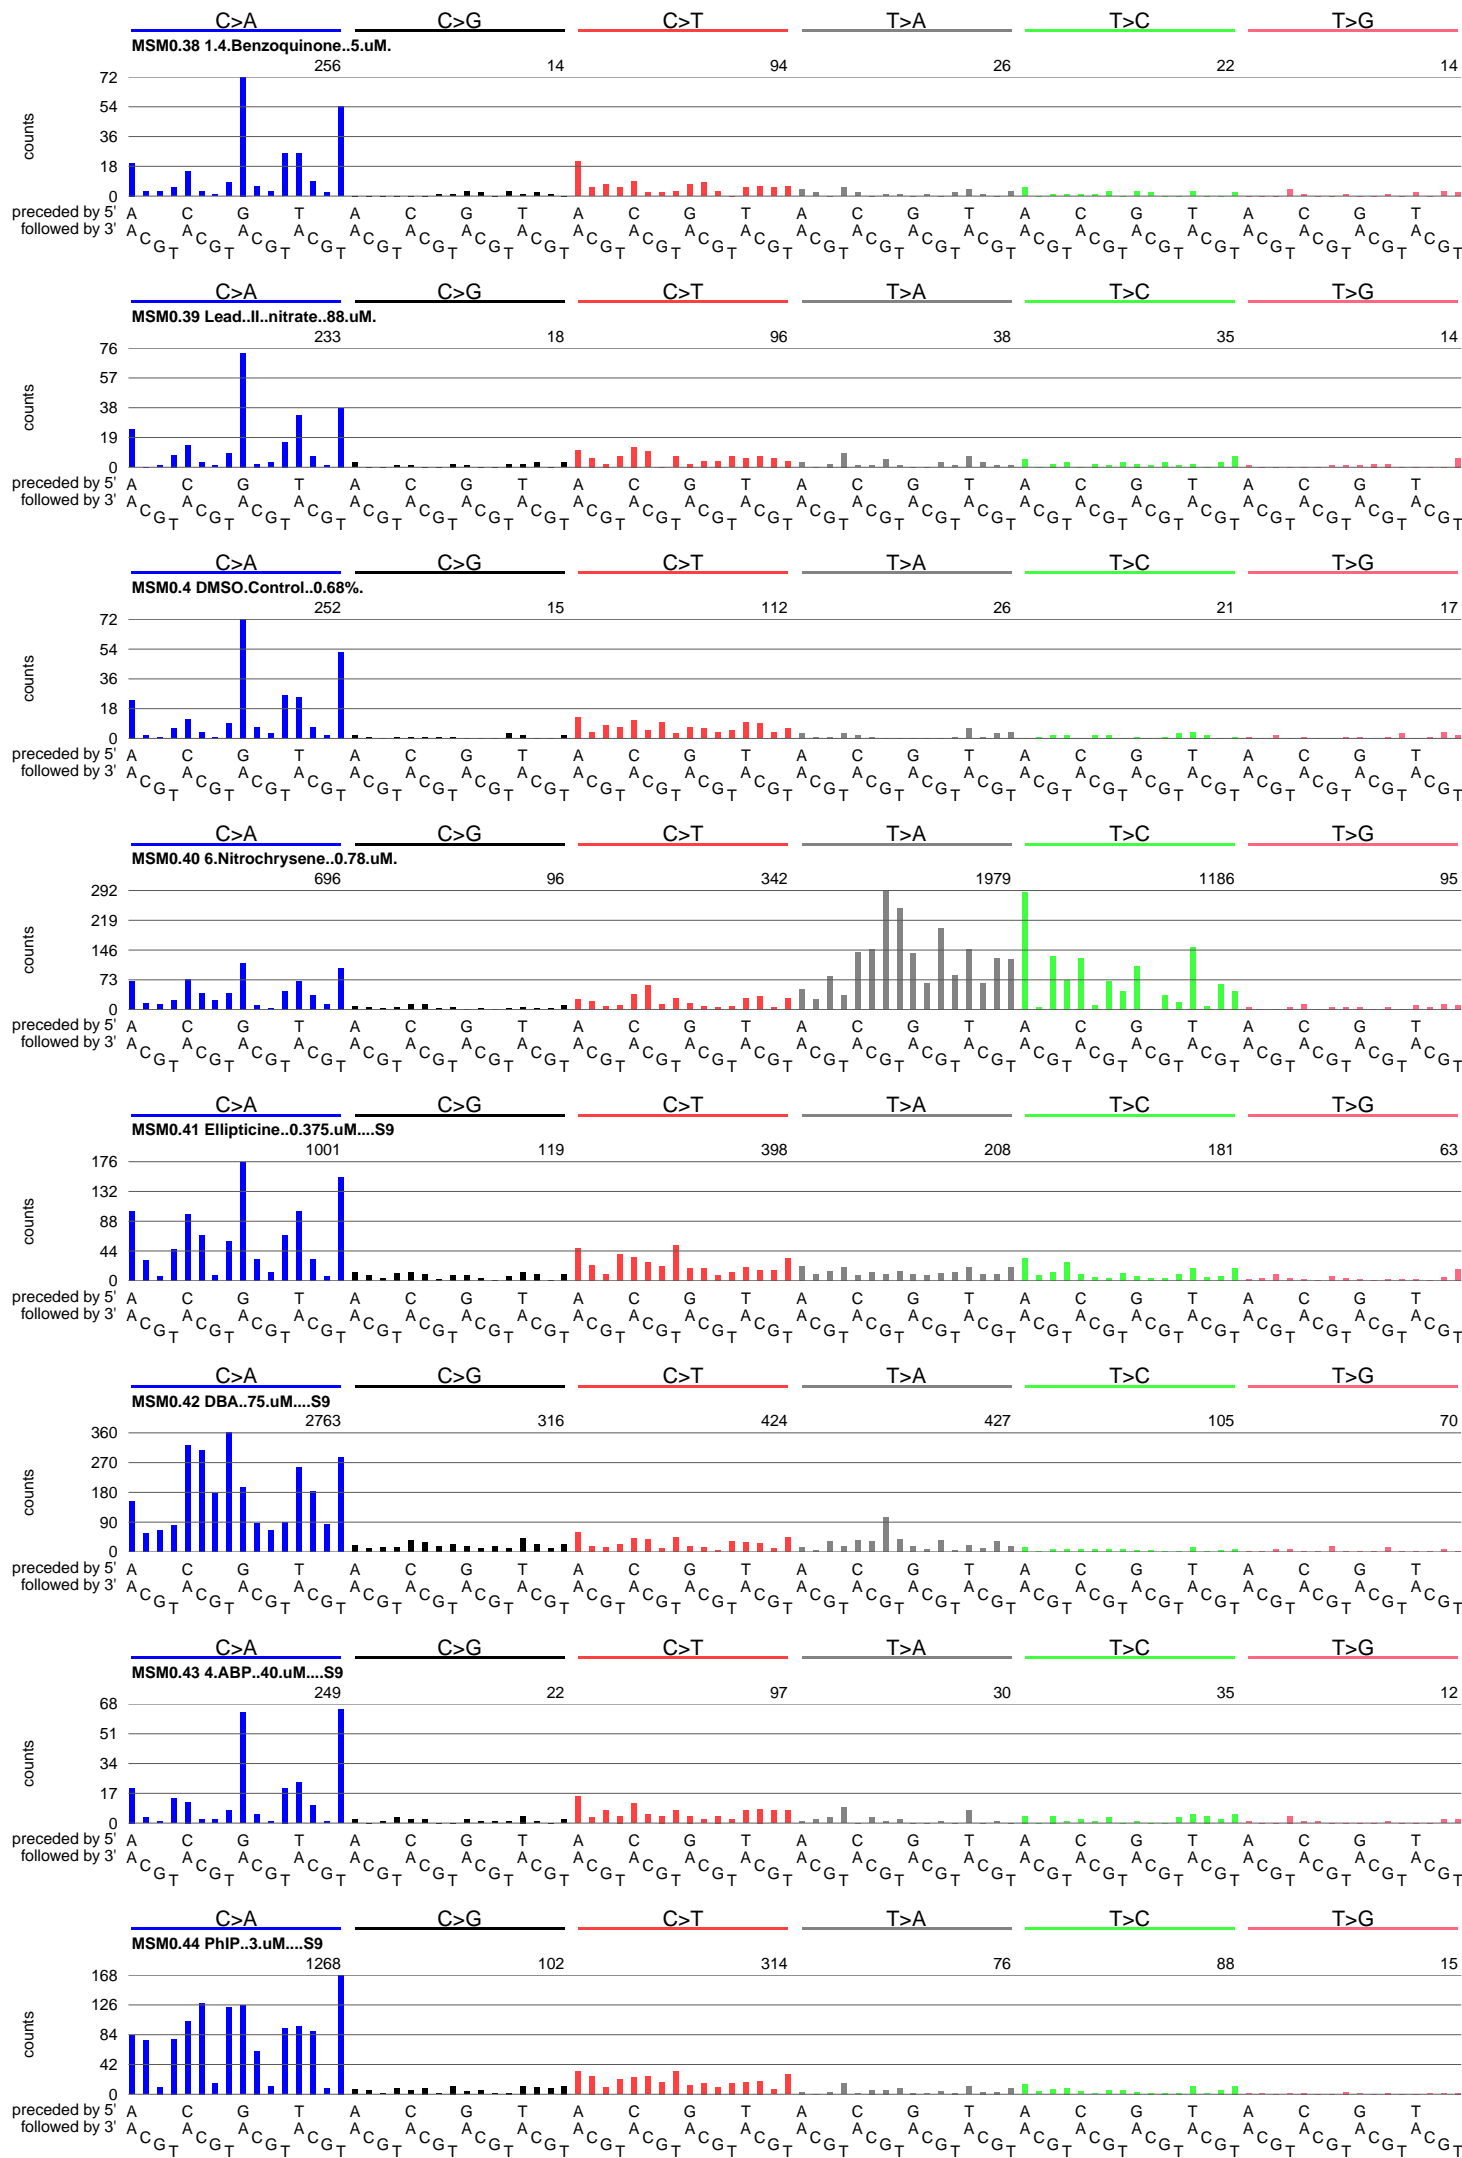 C>A C>G C>T T>A T>C T>G
MSM0.38 1.4.Benzoquinone..5.uM.
256 14 94 26 22 14
72
54
36
18
0
counts
preceded by 5' A C G T A C G T A C G T A C G T A C G T A C G T
followed by 3' A C G T A C G T A C G T A C G T A C G T A C G T A C G T A C G T A C G T A C G T A C G T A C G T A C G T A C G T A C G T A C G T A C G T A C G T A C G T A C G T A C G T A C G T A C G T A C G T
C>A C>G C>T T>A T>C T>G
MSM0.39 Lead..II..nitrate..88.uM.
233 18 96 38 35 14
76
57
38
19
0
counts
preceded by 5' A C G T A C G T A C G T A C G T A C G T A C G T
followed by 3' A C G T A C G T A C G T A C G T A C G T A C G T A C G T A C G T A C G T A C G T A C G T A C G T A C G T A C G T A C G T A C G T A C G T A C G T A C G T A C G T A C G T A C G T A C G T A C G T
C>A C>G C>T T>A T>C T>G
MSM0.4 DMSO.Control..0.68%.
252 15 112 26 21 17
72
54
36
18
0
counts
preceded by 5' A C G T A C G T A C G T A C G T A C G T A C G T
followed by 3' A C G T A C G T A C G T A C G T A C G T A C G T A C G T A C G T A C G T A C G T A C G T A C G T A C G T A C G T A C G T A C G T A C G T A C G T A C G T A C G T A C G T A C G T A C G T A C G T
C>A C>G C>T T>A T>C T>G
MSM0.40 6.Nitrochrysene..0.78.uM.
696 96 342 1979 1186 95
292
219
146
73
0
counts
preceded by 5' A C G T A C G T A C G T A C G T A C G T A C G T
followed by 3' A C G T A C G T A C G T A C G T A C G T A C G T A C G T A C G T A C G T A C G T A C G T A C G T A C G T A C G T A C G T A C G T A C G T A C G T A C G T A C G T A C G T A C G T A C G T A C G T
C>A C>G C>T T>A T>C T>G
MSM0.41 Ellipticine..0.375.uM....S9
1001 119 398 208 181 63
176
132
88
44
0
counts
preceded by 5' A C G T A C G T A C G T A C G T A C G T A C G T
followed by 3' A C G T A C G T A C G T A C G T A C G T A C G T A C G T A C G T A C G T A C G T A C G T A C G T A C G T A C G T A C G T A C G T A C G T A C G T A C G T A C G T A C G T A C G T A C G T A C G T
C>A C>G C>T T>A T>C T>G
MSM0.42 DBA..75.uM....S9
2763 316 424 427 105 70
360
270
180
90
0
counts
preceded by 5' A C G T A C G T A C G T A C G T A C G T A C G T
followed by 3' A C G T A C G T A C G T A C G T A C G T A C G T A C G T A C G T A C G T A C G T A C G T A C G T A C G T A C G T A C G T A C G T A C G T A C G T A C G T A C G T A C G T A C G T A C G T A C G T
C>A C>G C>T T>A T>C T>G
MSM0.43 4.ABP..40.uM....S9
249 22 97 30 35 12
68
51
34
17
0
counts
preceded by 5' A C G T A C G T A C G T A C G T A C G T A C G T
followed by 3' A C G T A C G T A C G T A C G T A C G T A C G T A C G T A C G T A C G T A C G T A C G T A C G T A C G T A C G T A C G T A C G T A C G T A C G T A C G T A C G T A C G T A C G T A C G T A C G T
C>A C>G C>T T>A T>C T>G
MSM0.44 PhIP..3.uM....S9
1268 102 314 76 88 15
168
126
84
42
0
counts
preceded by 5' A C G T A C G T A C G T A C G T A C G T A C G T
followed by 3' A C G T A C G T A C G T A C G T A C G T A C G T A C G T A C G T A C G T A C G T A C G T A C G T A C G T A C G T A C G T A C G T A C G T A C G T A C G T A C G T A C G T A C G T A C G T A C G T